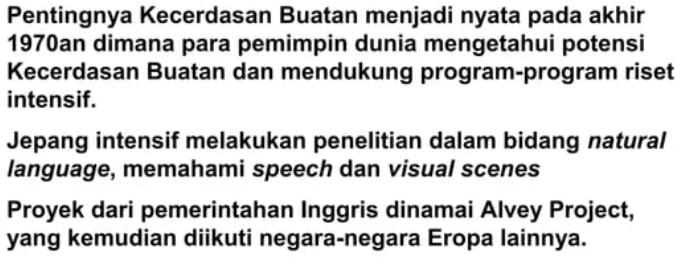 Pentingnya Kecerdasan Buatan menjadi nyata pada akhir
1970an dimana para pemimpin dunia mengetahui potensi
Kecerdasan Buatan dan mendukung program-program riset
intensif.
Jepang intensif melakukan penelitian dalam bidang natural
language, memahami speech dan visual scenes
Proyek dari pemerintahan Inggris dinamai Alvey Project,
yang kemudian diikuti negara-negara Eropa lainnya.